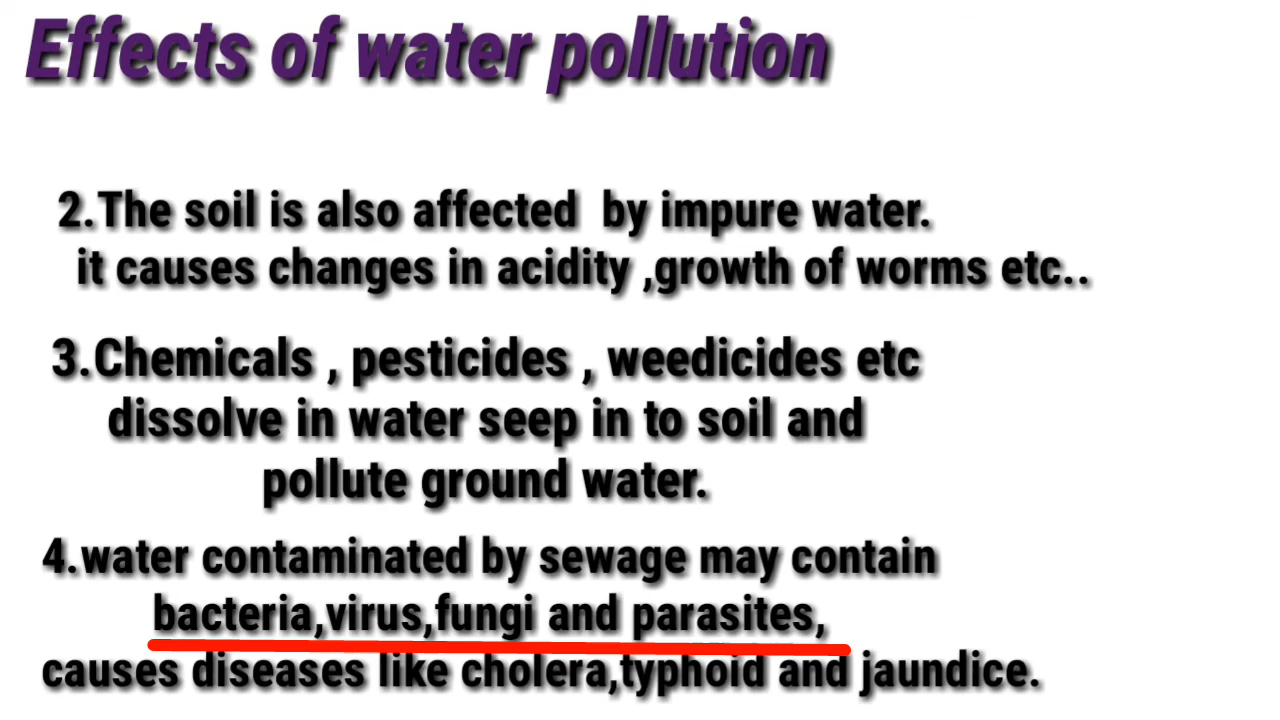 Effects of water pollution
2.The soil is also affected by impure water.
it causes changes in acidity ,growth of worms etc..
3.Chemicals , pesticides , weedicides etc
dissolve in water seep in to soil and
pollute ground water.
4.water contaminated by sewage may contain
bacteria,virus,fungi and parasites,
causes diseases like cholera,typhoid and jaundice.